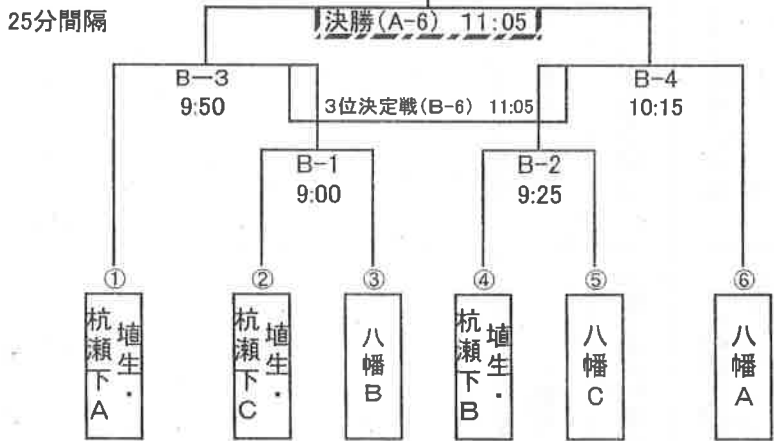 25分間隔
決勝(A-6) 11:05
B-3
9:50
3位決定戦(B-6) 11:05
B-4
10:15
B-1
9:00
B-2
9:25
①
②
③
④
⑤
⑥
埴生・
杭瀬下A
埴生・
杭瀬下C
八幡B
埴生・
杭瀬下B
八幡C
八幡A